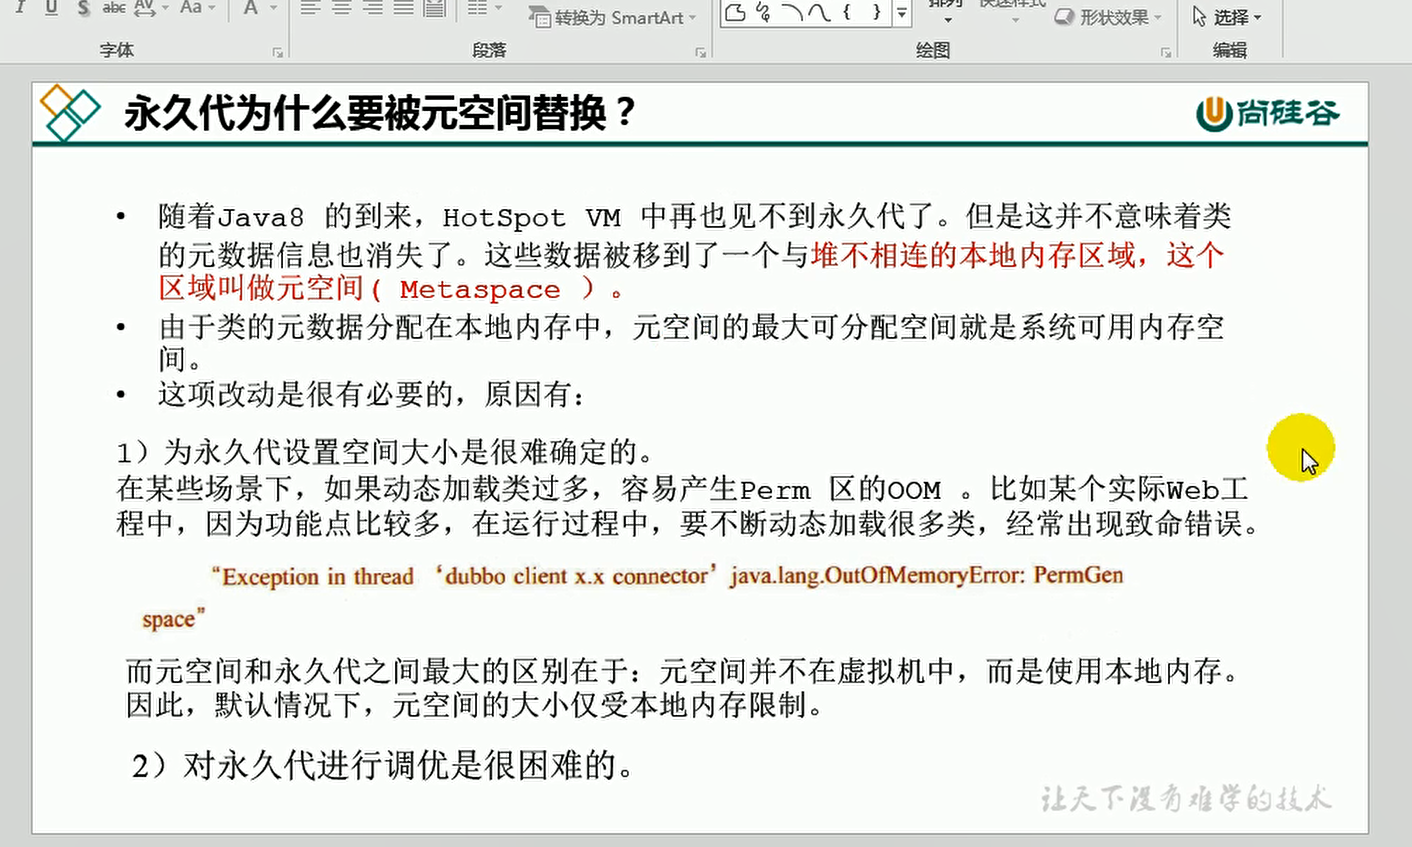 I U S abc AV Aa A
转换为 SmartArt
排列 快速样式
形状效果
选择
字体 段落 绘图 编辑
永久代为什么要被元空间替换？
尚硅谷
• 随着Java8 的到来，HotSpot VM 中再也见不到永久代了。但是这并不意味着类
的元数据信息也消失了。这些数据被移到了一个与堆不相连的本地内存区域，这个
区域叫做元空间( Metaspace ）。
• 由于类的元数据分配在本地内存中，元空间的最大可分配空间就是系统可用内存空
间。
• 这项改动是很有必要的，原因有：
1）为永久代设置空间大小是很难确定的。
在某些场景下，如果动态加载类过多，容易产生Perm 区的OOM 。比如某个实际Web工
程中，因为功能点比较多，在运行过程中，要不断动态加载很多类，经常出现致命错误。
“Exception in thread ‘dubbo client x.x connector’ java.lang.OutOfMemoryError: PermGen
space”
而元空间和永久代之间最大的区别在于：元空间并不在虚拟机中，而是使用本地内存。
因此，默认情况下，元空间的大小仅受本地内存限制。
2）对永久代进行调优是很困难的。
让天下没有难学的技术